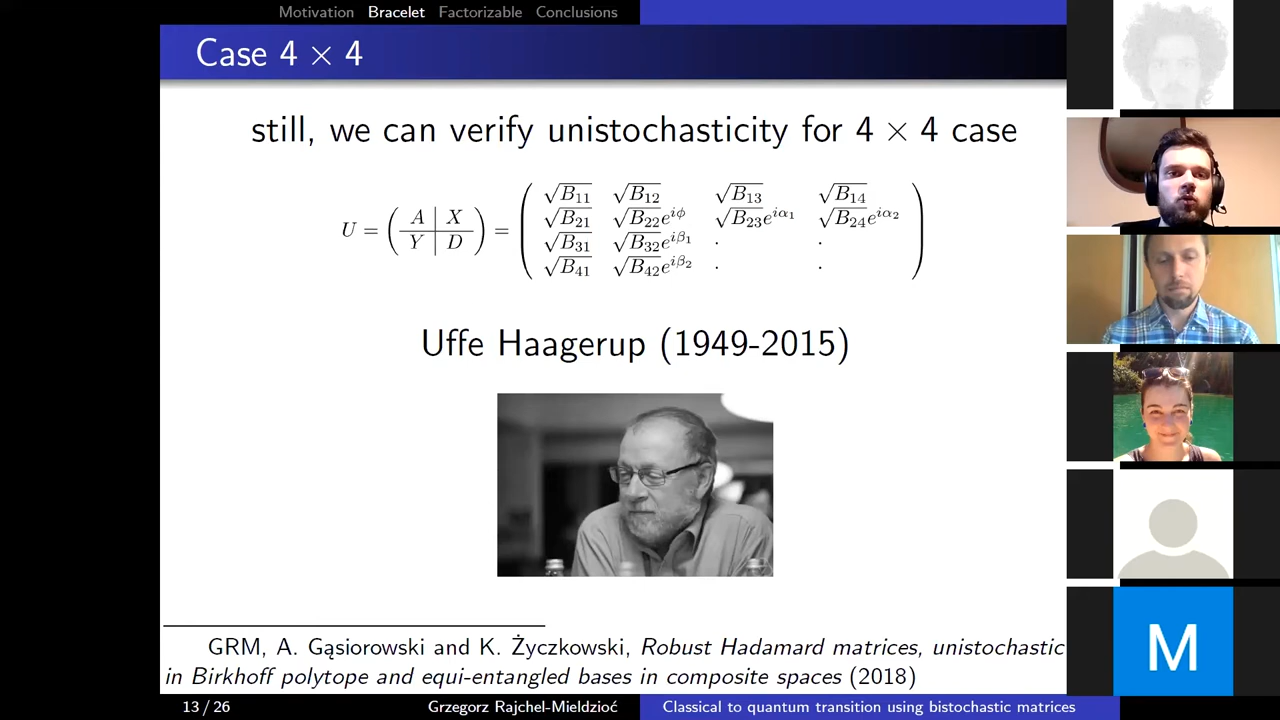 Motivation Bracelet Factorizable Conclusions
Case 4 × 4
still, we can verify unistochasticity for 4 × 4 case
U = ( A | X ; Y | D ) = ( √B₁₁ √B₁₂ √B₁₃ √B₁₄
√B₂₁ √B₂₂e^{iϕ} √B₂₃e^{iα₁} √B₂₄e^{iα₂}
√B₃₁ √B₃₂e^{iβ₁} · ·
√B₄₁ √B₄₂e^{iβ₂} · · )
Uffe Haagerup (1949-2015)
GRM, A. Gąsiorowski and K. Życzkowski, Robust Hadamard matrices, unistochastic
in Birkhoff polytope and equi-entangled bases in composite spaces (2018)
13 / 26 Grzegorz Rajchel-Mieldzioć Classical to quantum transition using bistochastic matrices
M